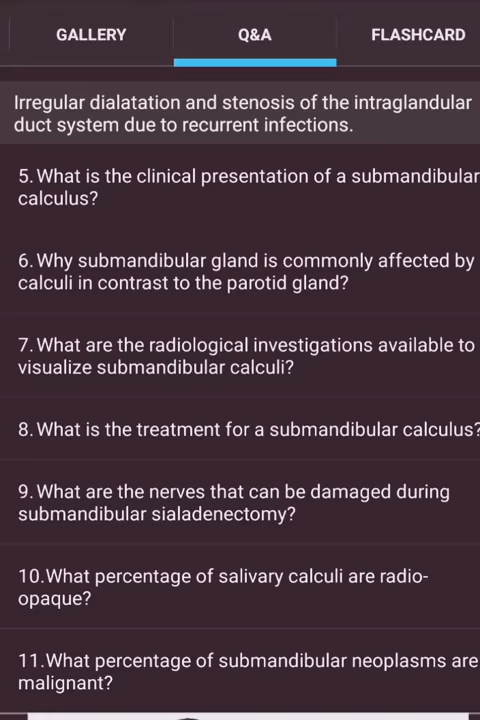 GALLERY Q&A FLASHCARD
Irregular dialatation and stenosis of the intraglandular
duct system due to recurrent infections.
5. What is the clinical presentation of a submandibular
calculus?
6. Why submandibular gland is commonly affected by
calculi in contrast to the parotid gland?
7. What are the radiological investigations available to
visualize submandibular calculi?
8. What is the treatment for a submandibular calculus?
9. What are the nerves that can be damaged during
submandibular sialadenectomy?
10. What percentage of salivary calculi are radio-
opaque?
11. What percentage of submandibular neoplasms are
malignant?